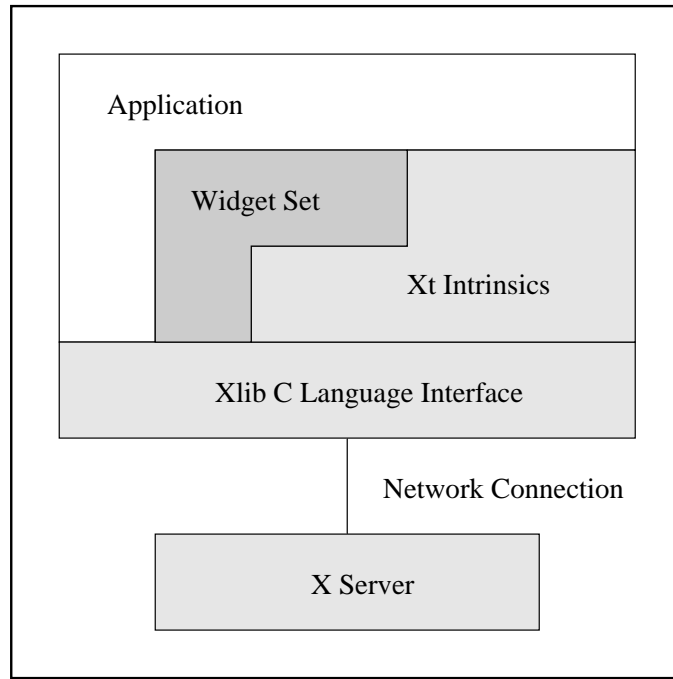 Application
Widget Set
Xt Intrinsics
Xlib C Language Interface
Network Connection
X Server